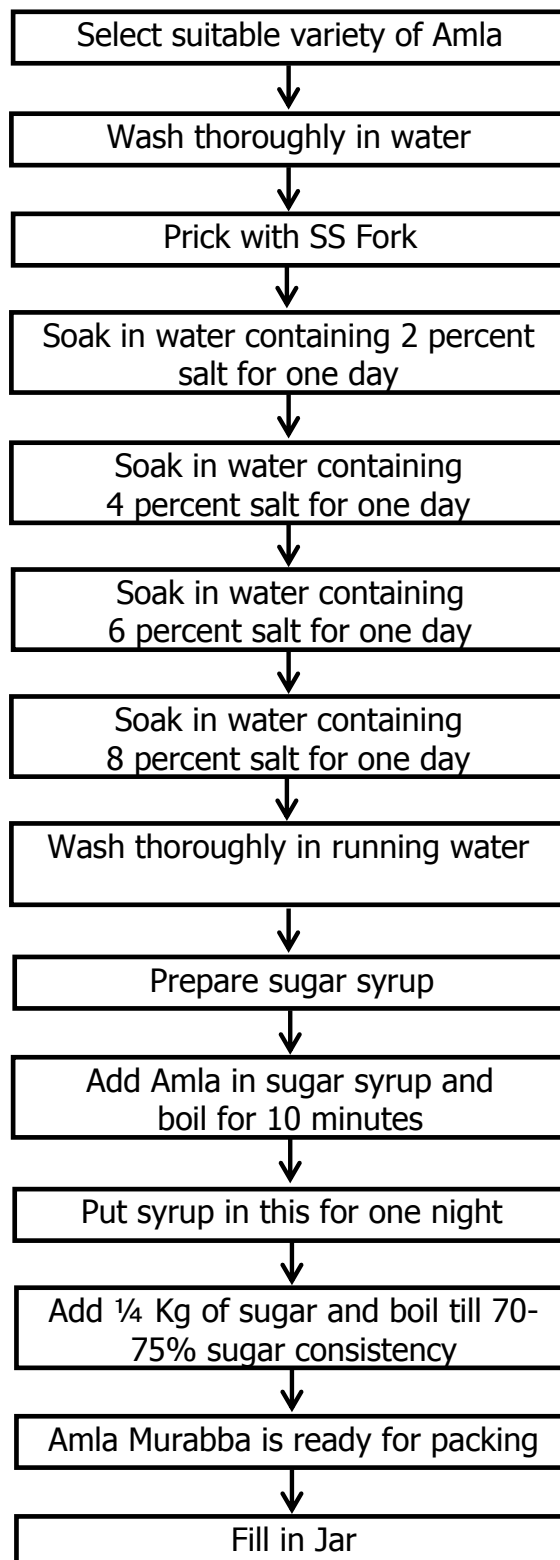 Select suitable variety of Amla
Wash thoroughly in water
Prick with SS Fork
Soak in water containing 2 percent
salt for one day
Soak in water containing
4 percent salt for one day
Soak in water containing
6 percent salt for one day
Soak in water containing
8 percent salt for one day
Wash thoroughly in running water
Prepare sugar syrup
Add Amla in sugar syrup and
boil for 10 minutes
Put syrup in this for one night
Add ¼ Kg of sugar and boil till 70-
75% sugar consistency
Amla Murabba is ready for packing
Fill in Jar